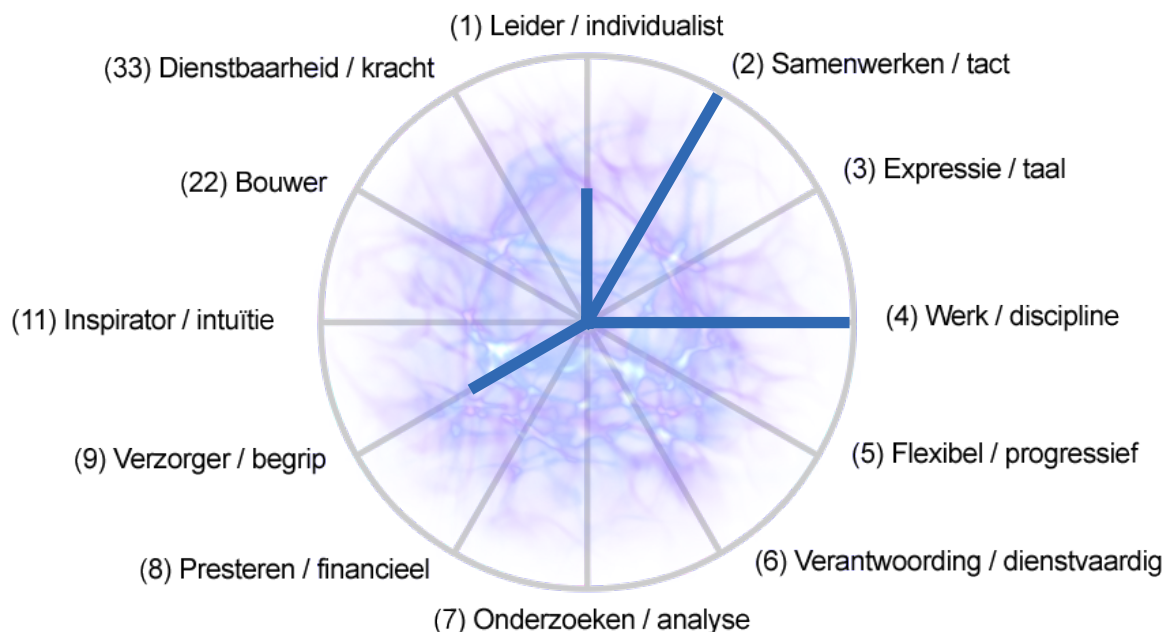 (1) Leider / individualist
(2) Samenwerken / tact
(3) Expressie / taal
(4) Werk / discipline
(5) Flexibel / progressief
(6) Verantwoording / dienstvaardig
(7) Onderzoeken / analyse
(8) Presteren / financieel
(9) Verzorger / begrip
(11) Inspirator / intuïtie
(22) Bouwer
(33) Dienstbaarheid / kracht